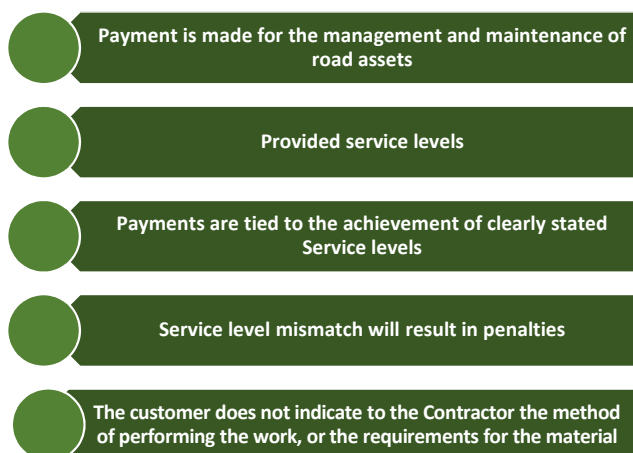 Payment is made for the management and maintenance of
road assets
Provided service levels
Payments are tied to the achievement of clearly stated
Service levels
Service level mismatch will result in penalties
The customer does not indicate to the Contractor the method
of performing the work, or the requirements for the material